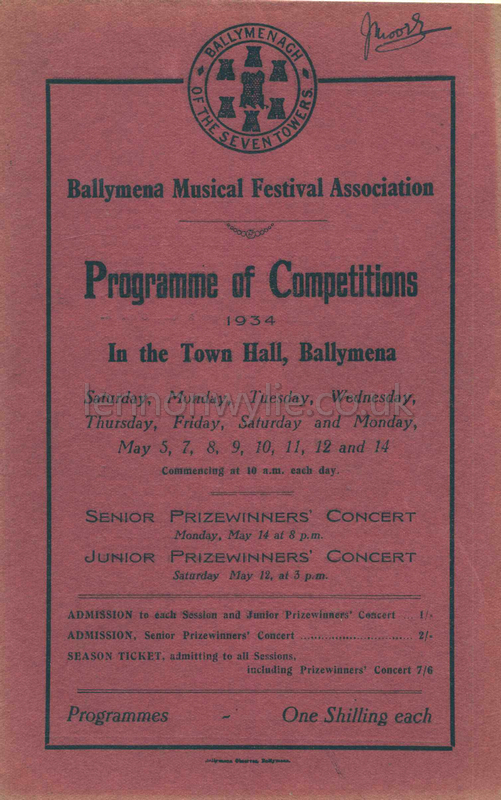 BALLYMENAGH
OF THE SEVEN TOWERS.
Ballymena Musical Festival Association
Programme of Competitions
1934
In the Town Hall, Ballymena
Saturday, Monday, Tuesday, Wednesday,
lennonwylie.co.uk
Thursday, Friday, Saturday and Monday,
May 5, 7, 8, 9, 10, 11, 12 and 14
Commencing at 10 a.m. each day.
SENIOR PRIZEWINNERS' CONCERT
Monday, May 14 at 8 p.m.
JUNIOR PRIZEWINNERS' CONCERT
Saturday May 12, at 3 p.m.
ADMISSION to each Session and Junior Prizewinners' Concert .... 1/-
ADMISSION, Senior Prizewinners' Concert .............................. 2/-
SEASON TICKET, admitting to all Sessions,
including Prizewinners' Concert 7/6
Programmes - One Shilling each
Ballymena Observer, Ballymena.